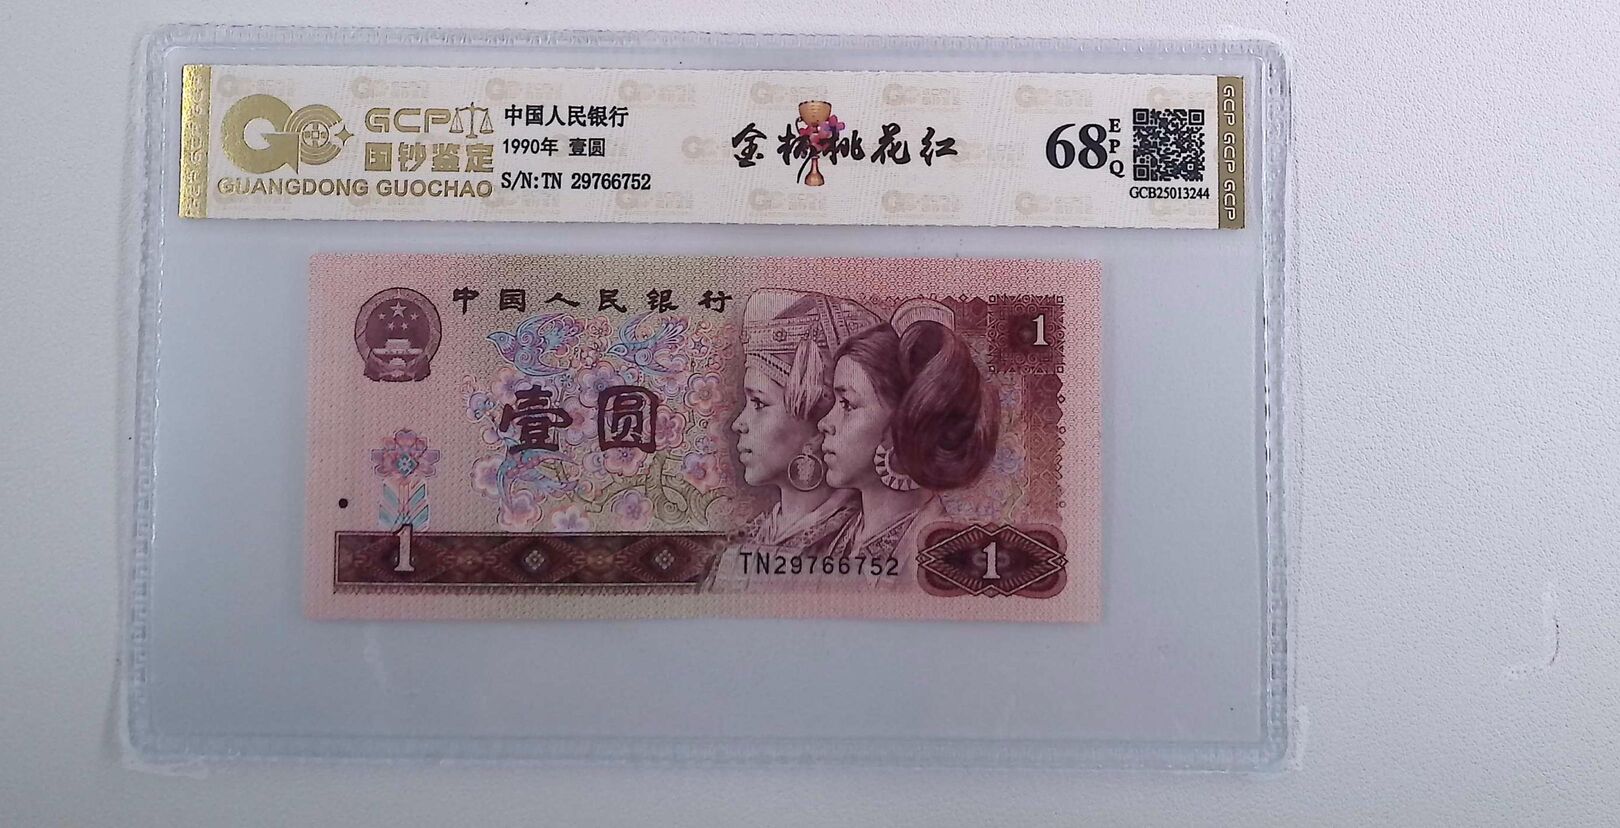 GCP
国钞鉴定
GUANGDONG GUOCHAO
中国人民银行
1990年 壹圆
S/N:TN 29766752
金杯桃花红
68
EPQ
GCB25013244
GCP GCP GCP
中国人民银行
壹圆
1
1
TN29766752
1